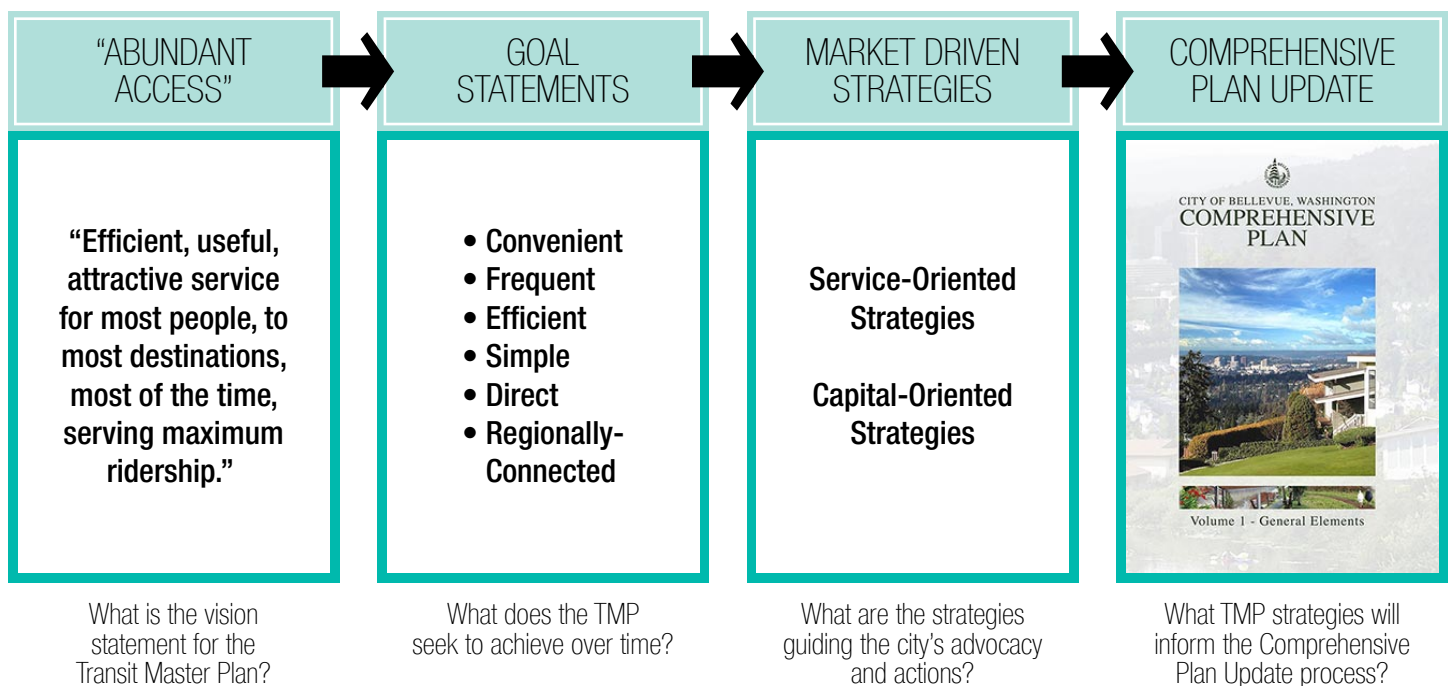 “ABUNDANT
ACCESS”
GOAL
STATEMENTS
MARKET DRIVEN
STRATEGIES
COMPREHENSIVE
PLAN UPDATE
“Efficient, useful,
attractive service
for most people, to
most destinations,
most of the time,
serving maximum
ridership.”
• Convenient
• Frequent
• Efficient
• Simple
• Direct
• Regionally-
Connected
Service-Oriented
Strategies
Capital-Oriented
Strategies
CITY OF BELLEVUE, WASHINGTON
COMPREHENSIVE
PLAN
Volume 1 - General Elements
What is the vision
statement for the
Transit Master Plan?
What does the TMP
seek to achieve over time?
What are the strategies
guiding the city’s advocacy
and actions?
What TMP strategies will
inform the Comprehensive
Plan Update process?